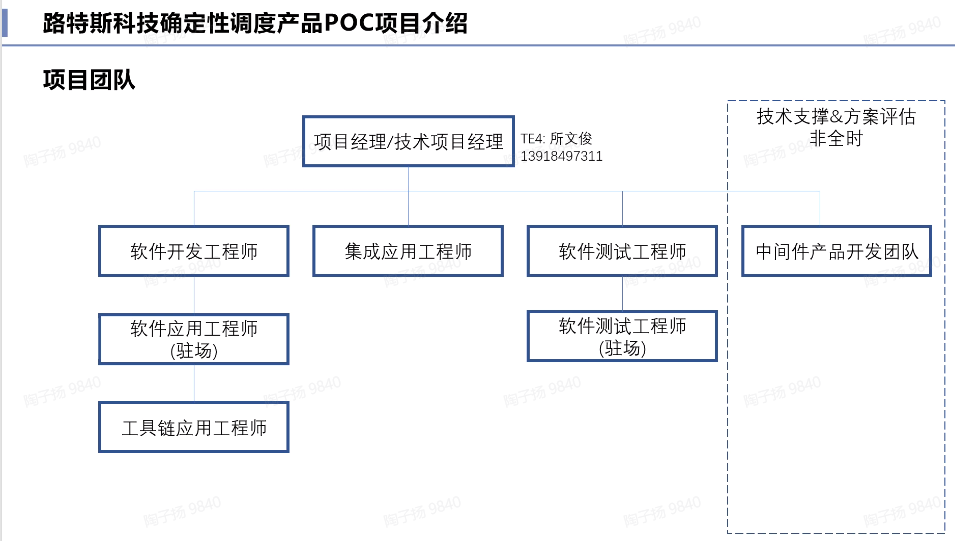 路特斯科技确定性调度产品POC项目介绍
项目团队
项目经理/技术项目经理
TE4: 所文俊
13918497311
技术支撑&方案评估
非全时
软件开发工程师
集成应用工程师
软件测试工程师
中间件产品开发团队
软件应用工程师
(驻场)
软件测试工程师
(驻场)
工具链应用工程师